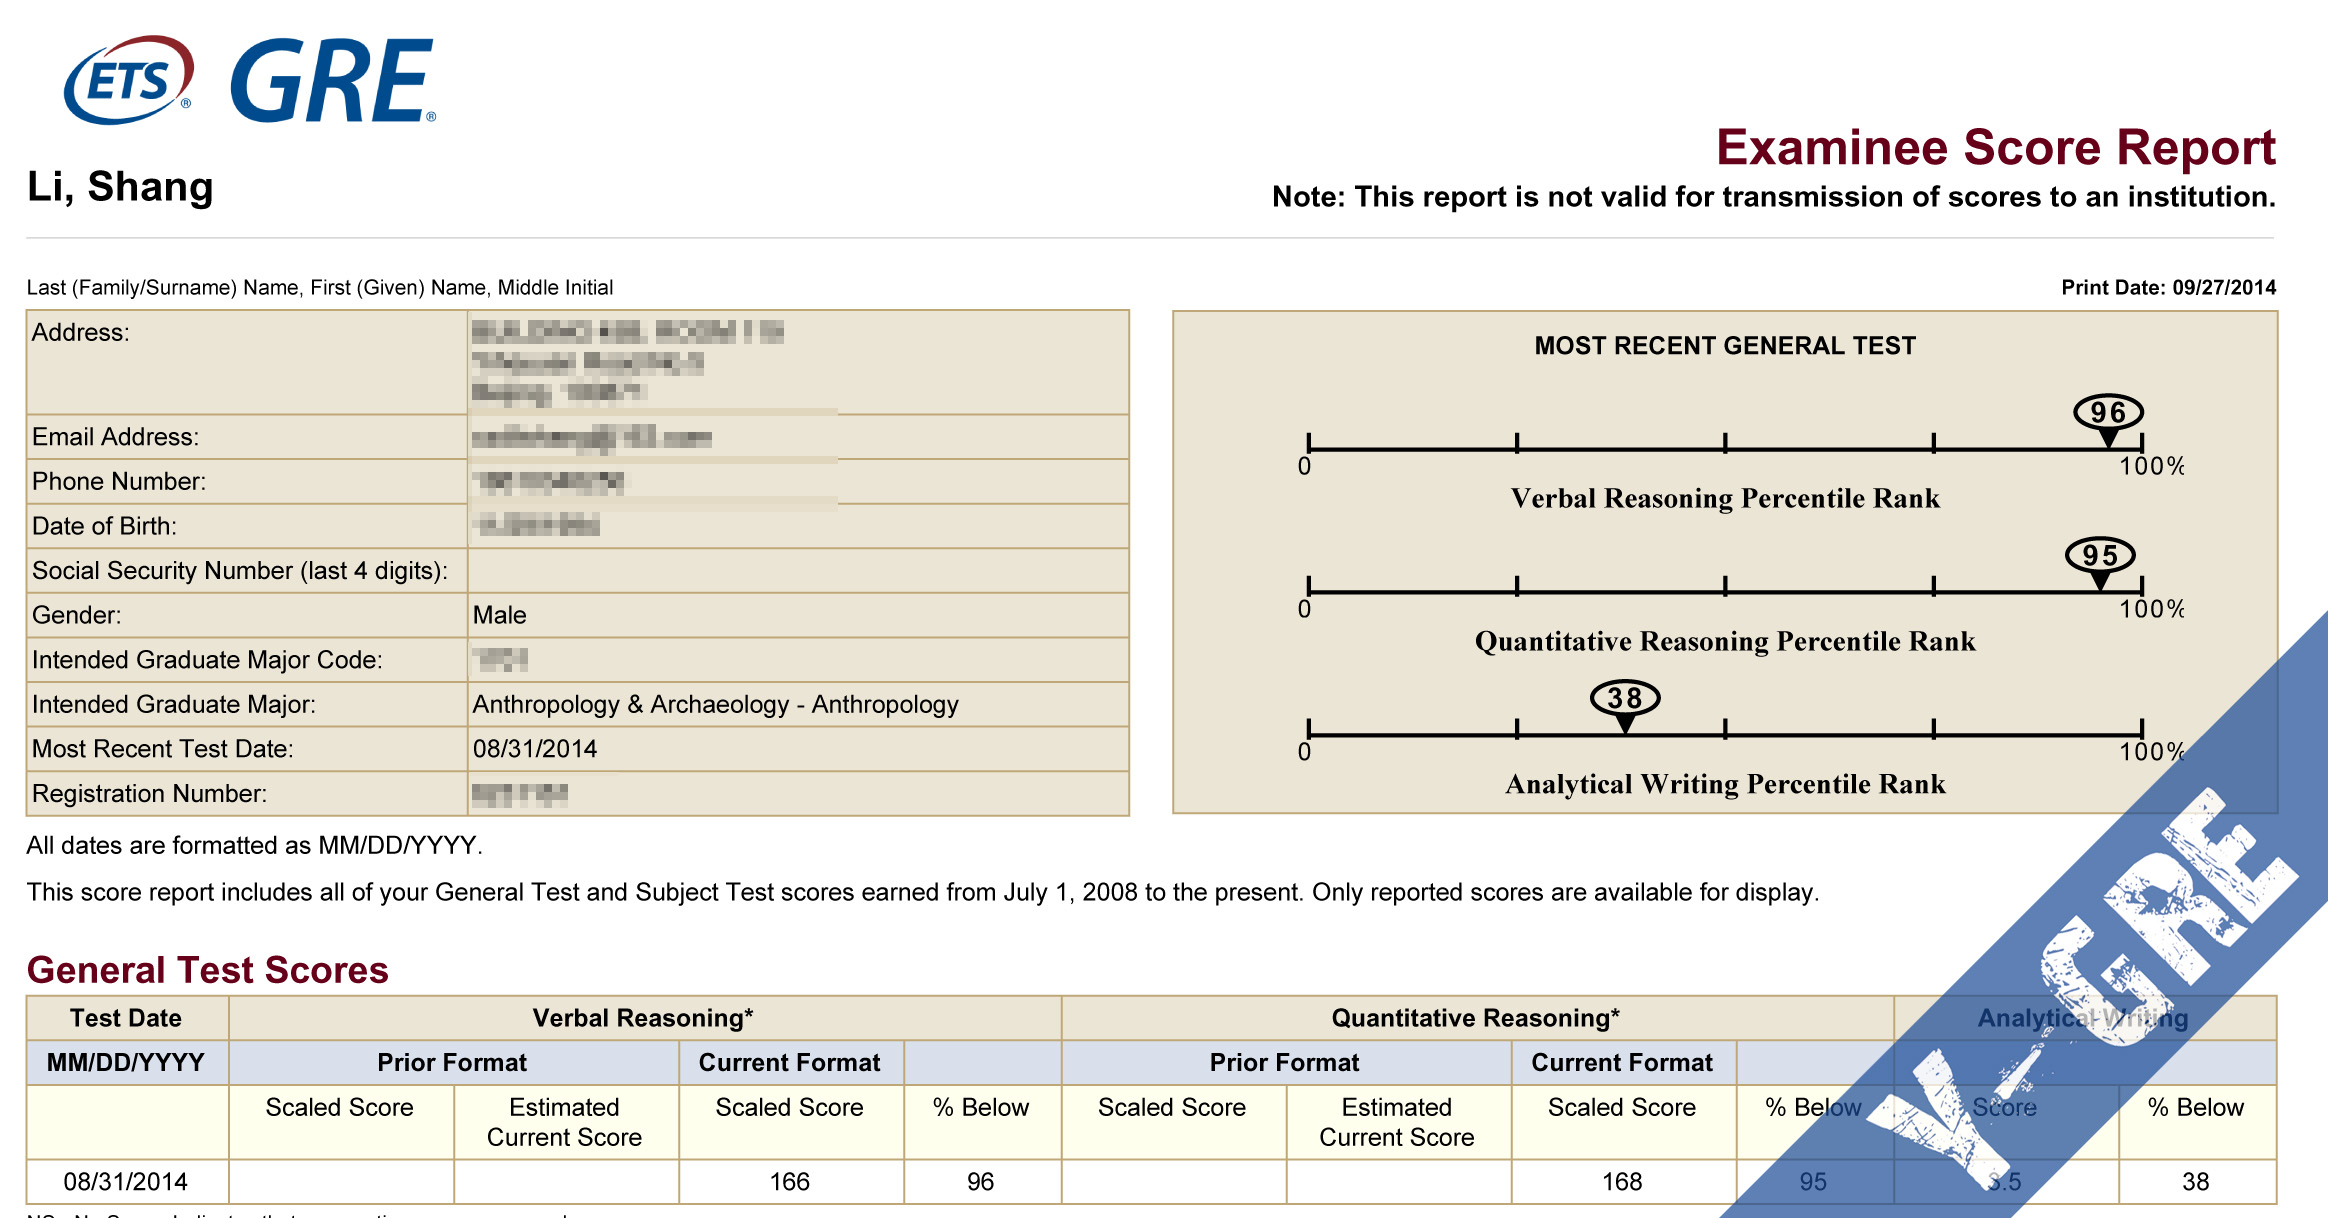 ETS® GRE®
Examinee Score Report
Li, Shang
Note: This report is not valid for transmission of scores to an institution.
Last (Family/Surname) Name, First (Given) Name, Middle Initial
Print Date: 09/27/2014
Address:
Email Address:
Phone Number:
Date of Birth:
Social Security Number (last 4 digits):
Gender: Male
Intended Graduate Major Code:
Intended Graduate Major: Anthropology & Archaeology - Anthropology
Most Recent Test Date: 08/31/2014
Registration Number:
MOST RECENT GENERAL TEST
96
0 100%
Verbal Reasoning Percentile Rank
95
0 100%
Quantitative Reasoning Percentile Rank
38
0 100%
Analytical Writing Percentile Rank
All dates are formatted as MM/DD/YYYY.
This score report includes all of your General Test and Subject Test scores earned from July 1, 2008 to the present. Only reported scores are available for display.
General Test Scores
Test Date Verbal Reasoning* Quantitative Reasoning* Analytical Writing
MM/DD/YYYY Prior Format Current Format Prior Format Current Format
Scaled Score Estimated Current Score Scaled Score % Below Scaled Score Estimated Current Score Scaled Score % Below Score % Below
08/31/2014 166 96 168 95 3.5 38
Y-GRE